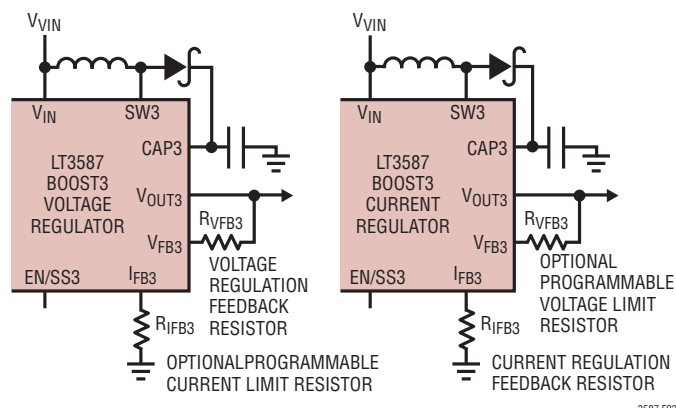 VVIN
VIN
SW3
CAP3
LT3587
BOOST3
VOLTAGE
REGULATOR
VOUT3
RVFB3
VFB3
EN/SS3
IFB3
VOLTAGE
REGULATION
FEEDBACK
RESISTOR
RIFB3
OPTIONALPROGRAMMABLE
CURRENT LIMIT RESISTOR
VVIN
VIN
SW3
CAP3
LT3587
BOOST3
CURRENT
REGULATOR
VOUT3
RVFB3
VFB3
EN/SS3
IFB3
OPTIONAL
PROGRAMMABLE
VOLTAGE LIMIT
RESISTOR
RIFB3
CURRENT REGULATION
FEEDBACK RESISTOR